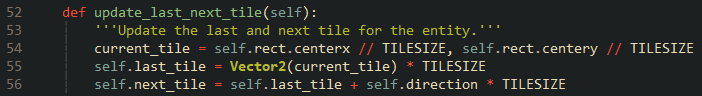 52 def update_last_next_tile(self):
53 '''Update the last and next tile for the entity.'''
54 current_tile = self.rect.centerx // TILESIZE, self.rect.centery // TILESIZE
55 self.last_tile = Vector2(current_tile) * TILESIZE
56 self.next_tile = self.last_tile + self.direction * TILESIZE